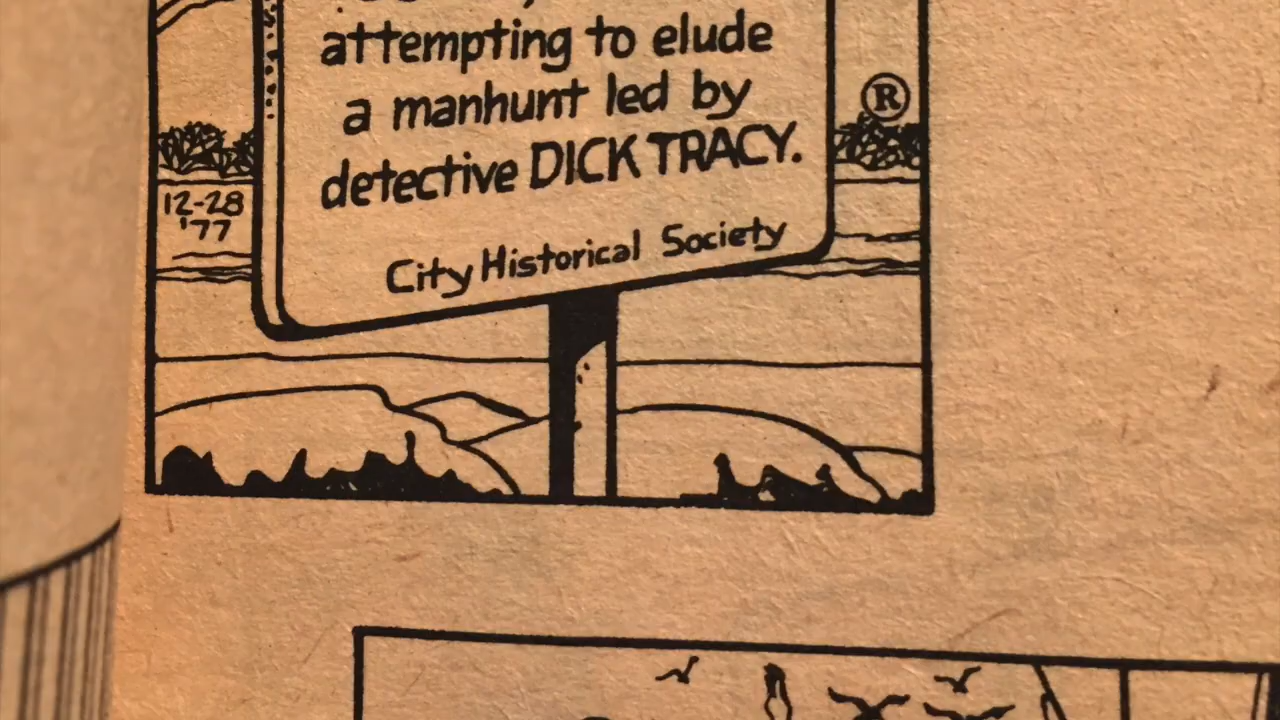 attempting to elude
a manhunt led by
detective DICK TRACY.
City Historical Society
®
12-28
'77